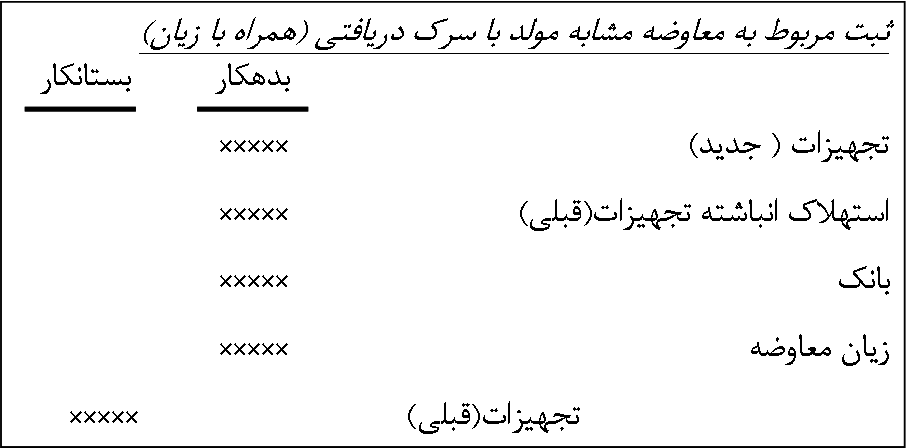 ثبت مربوط به معاوضه مشابه مولد با سرک دریافتی (همراه با زیان)
بدهکار بستانکار
تجهیزات ( جدید) ×××××
استهلاک انباشته تجهیزات(قبلی) ×××××
بانک ×××××
زیان معاوضه ×××××
تجهیزات(قبلی) ×××××